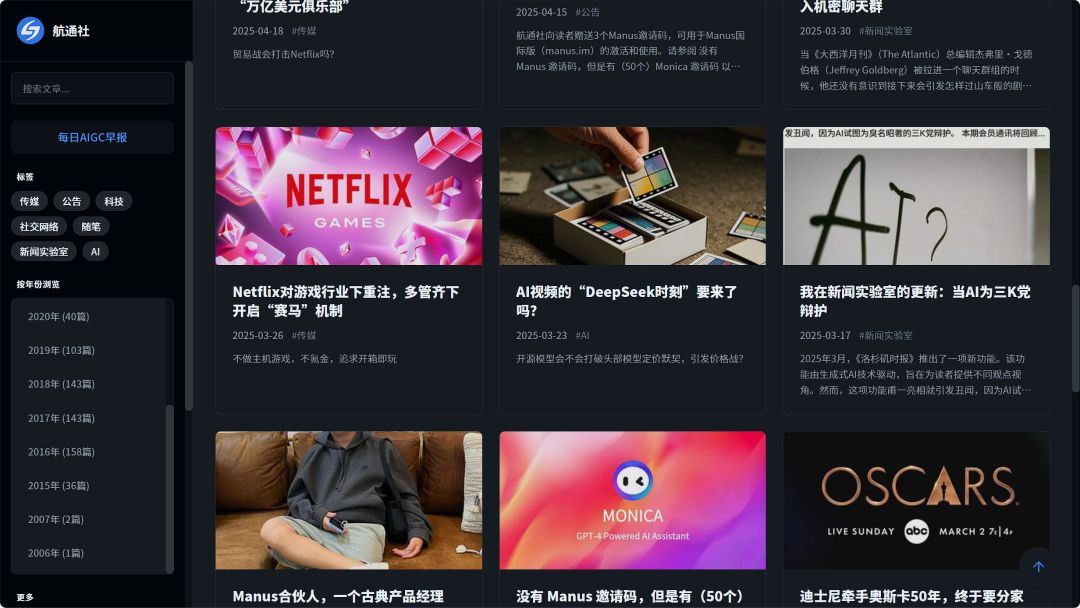 航通社
搜索文章...
每日AIGC早报
标签
传媒
公告
科技
社交网络
随笔
新闻实验室
AI
按年份浏览
2020年 (40篇)
2019年 (103篇)
2018年 (143篇)
2017年 (143篇)
2016年 (158篇)
2015年 (36篇)
2007年 (2篇)
2006年 (1篇)
更多
“万亿美元俱乐部”
2025-04-18 #传媒
贸易战会打击Netflix吗？
2025-04-15 #公告
航通社向读者赠送3个Manus邀请码，可用于Manus国
际版（manus.im）的激活和使用。请参阅 没有
Manus 邀请码，但是有（50个）Monica 邀请码 以…
入机密聊天群
2025-03-30 #新闻实验室
当《大西洋月刊》（The Atlantic）总编辑杰弗里·戈德
伯格（Jeffrey Goldberg）被拉进一个聊天群组的时
候，他还没有意识到接下来会引发怎样过山车般的剧…
NETFLIX
GAMES
Netflix对游戏行业下重注，多管齐下
开启“赛马”机制
2025-03-26 #传媒
不做主机游戏，不氪金，追求开箱即玩
AI视频的“DeepSeek时刻”要来了
吗？
2025-03-23 #AI
开源模型会不会打破头部模型定价默契，引发价格战？
发丑闻，因为AI试图为臭名昭著的三K党辩护。 本期会员通讯将回顾...
AI?
我在新闻实验室的更新：当AI为三K党
辩护
2025-03-17 #新闻实验室
2025年3月，《洛杉矶时报》推出了一项新功能。该功
能由生成式AI技术驱动，旨在为读者提供不同观点视
角。然而，这项功能甫一亮相就引发丑闻，因为AI试…
Manus合伙人，一个古典产品经理
MONICA
GPT-4 Powered AI Assistant
没有 Manus 邀请码，但是有（50个）
OSCARS
LIVE SUNDAY abc MARCH 2 7e|4p
迪士尼牵手奥斯卡50年，终于要分家